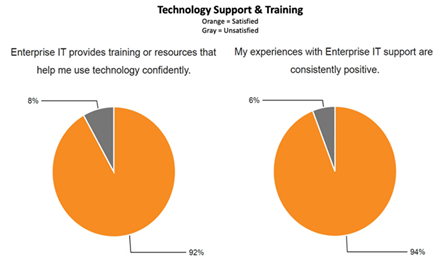 Technology Support & Training
Orange = Satisfied
Gray = Unsatisfied
Enterprise IT provides training or resources that
help me use technology confidently.
8%
92%
My experiences with Enterprise IT support are
consistently positive.
6%
94%